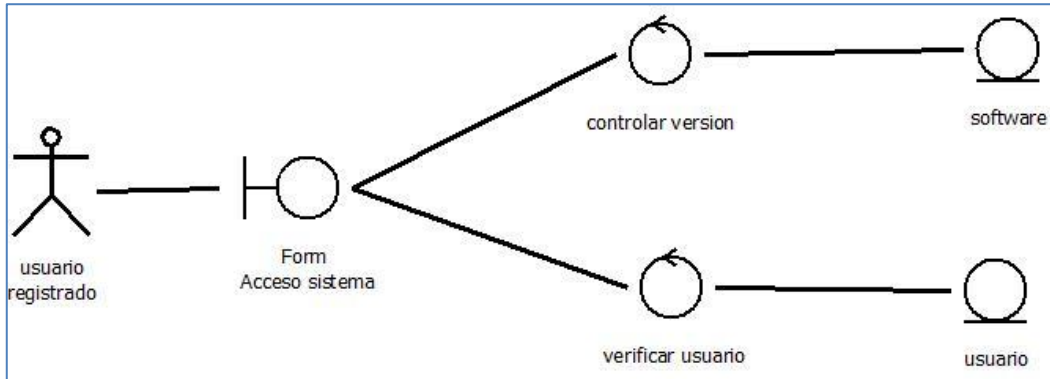 usuario
registrado
Form
Acceso sistema
controlar version
software
verificar usuario
usuario